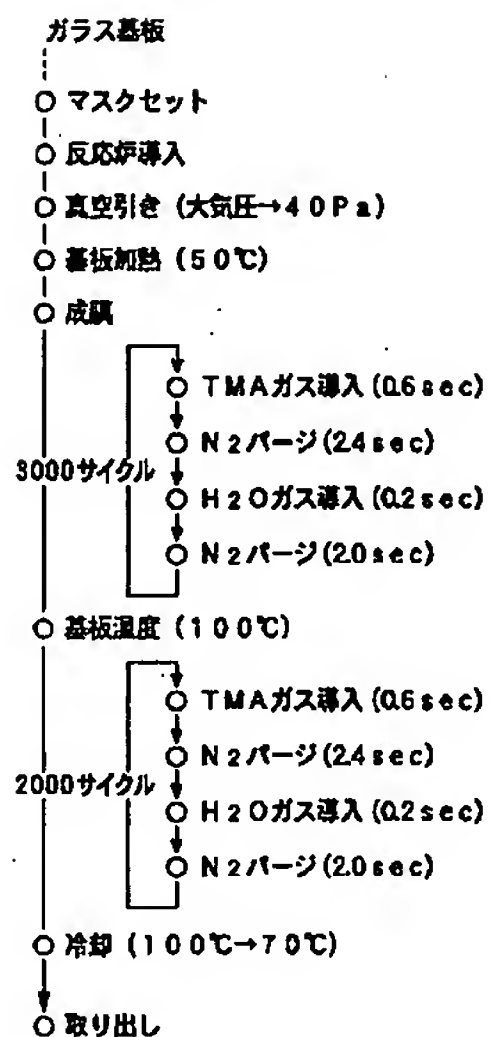 ガラス基板
マスクセット
反応炉導入
真空引き (大気圧→40Pa)
基板加熱 (50℃)
成膜
TMAガス導入 (0.6sec)
N2パージ (2.4sec)
3000サイクル
H2Oガス導入 (0.2sec)
N2パージ (2.0sec)
基板温度 (100℃)
TMAガス導入 (0.6sec)
N2パージ (2.4sec)
2000サイクル
H2Oガス導入 (0.2sec)
N2パージ (2.0sec)
冷却 (100℃→70℃)
取り出し